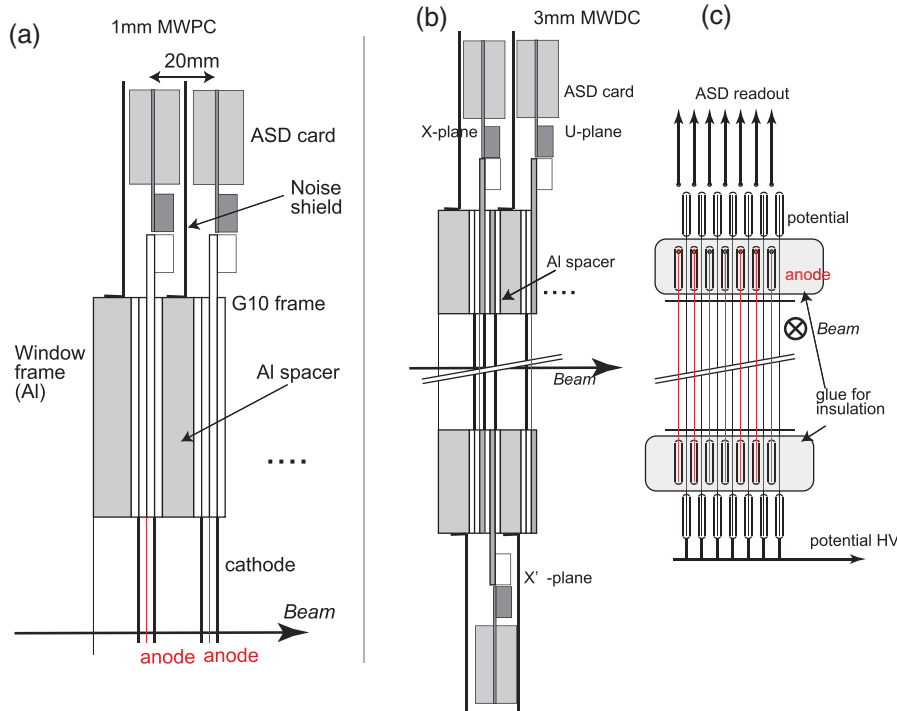 (a)
1mm MWPC
20mm
ASD card
Noise
shield
G10 frame
Window
frame
(Al)
Al spacer
....
cathode
Beam
anode
anode
(b)
3mm MWDC
ASD card
X-plane
U-plane
Al spacer
....
Beam
X' -plane
(c)
ASD readout
potential
anode
Beam
glue for
insulation
potential HV